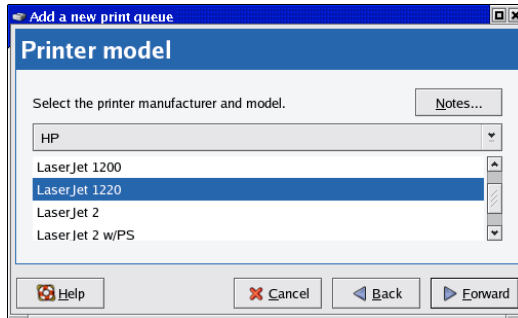 Add a new print queue
Printer model
Select the printer manufacturer and model.
Notes...
HP
LaserJet 1200
LaserJet 1220
LaserJet 2
LaserJet 2 w/PS
Help
Cancel
Back
Forward